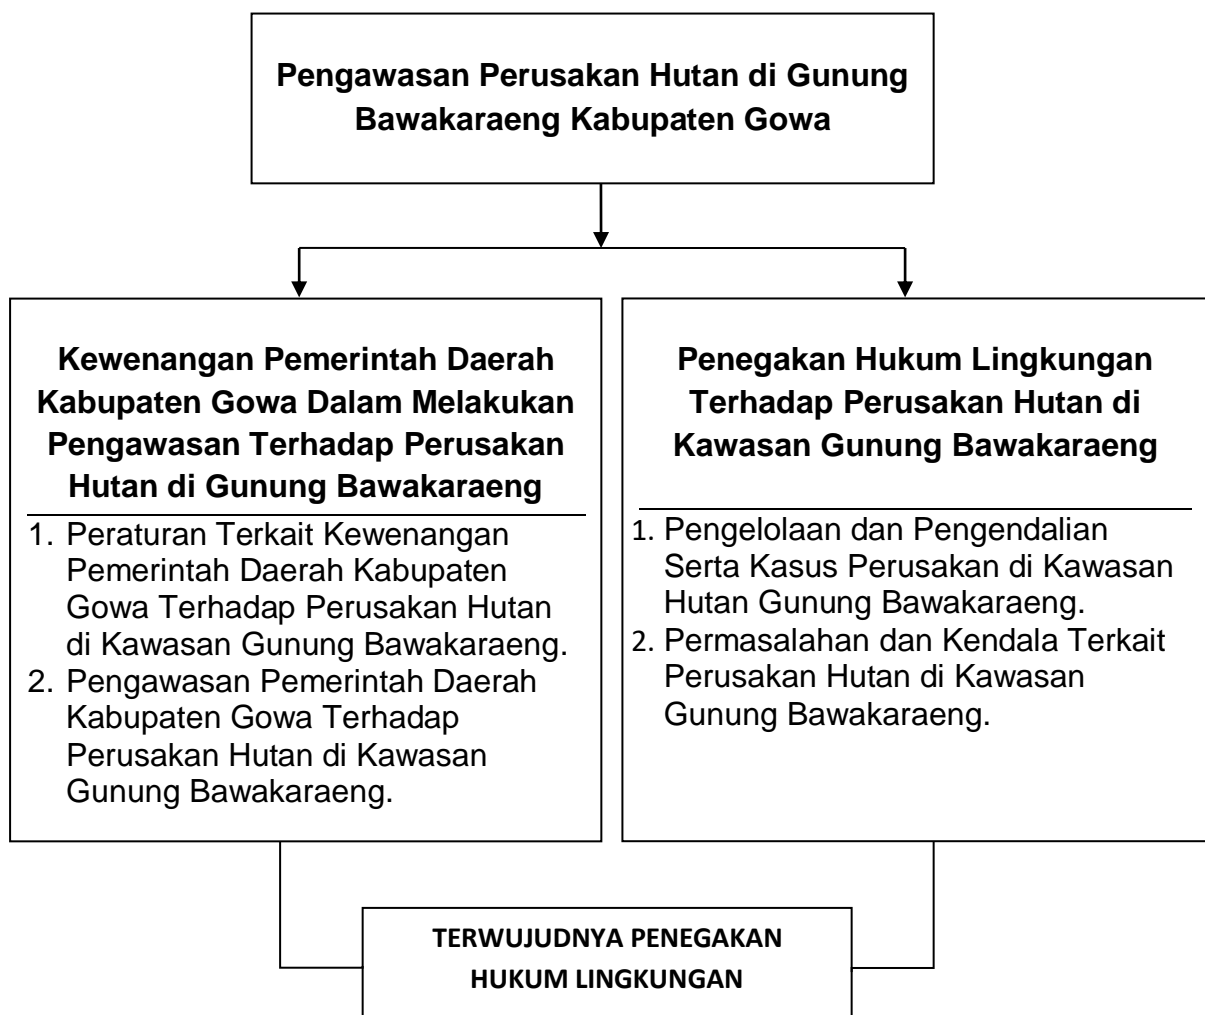 Pengawasan Perusakan Hutan di Gunung
Bawakaraeng Kabupaten Gowa
Kewenangan Pemerintah Daerah
Kabupaten Gowa Dalam Melakukan
Pengawasan Terhadap Perusakan
Hutan di Gunung Bawakaraeng
1. Peraturan Terkait Kewenangan
Pemerintah Daerah Kabupaten
Gowa Terhadap Perusakan Hutan
di Kawasan Gunung Bawakaraeng.
2. Pengawasan Pemerintah Daerah
Kabupaten Gowa Terhadap
Perusakan Hutan di Kawasan
Gunung Bawakaraeng.
Penegakan Hukum Lingkungan
Terhadap Perusakan Hutan di
Kawasan Gunung Bawakaraeng
1. Pengelolaan dan Pengendalian
Serta Kasus Perusakan di Kawasan
Hutan Gunung Bawakaraeng.
2. Permasalahan dan Kendala Terkait
Perusakan Hutan di Kawasan
Gunung Bawakaraeng.
TERWUJUDNYA PENEGAKAN
HUKUM LINGKUNGAN